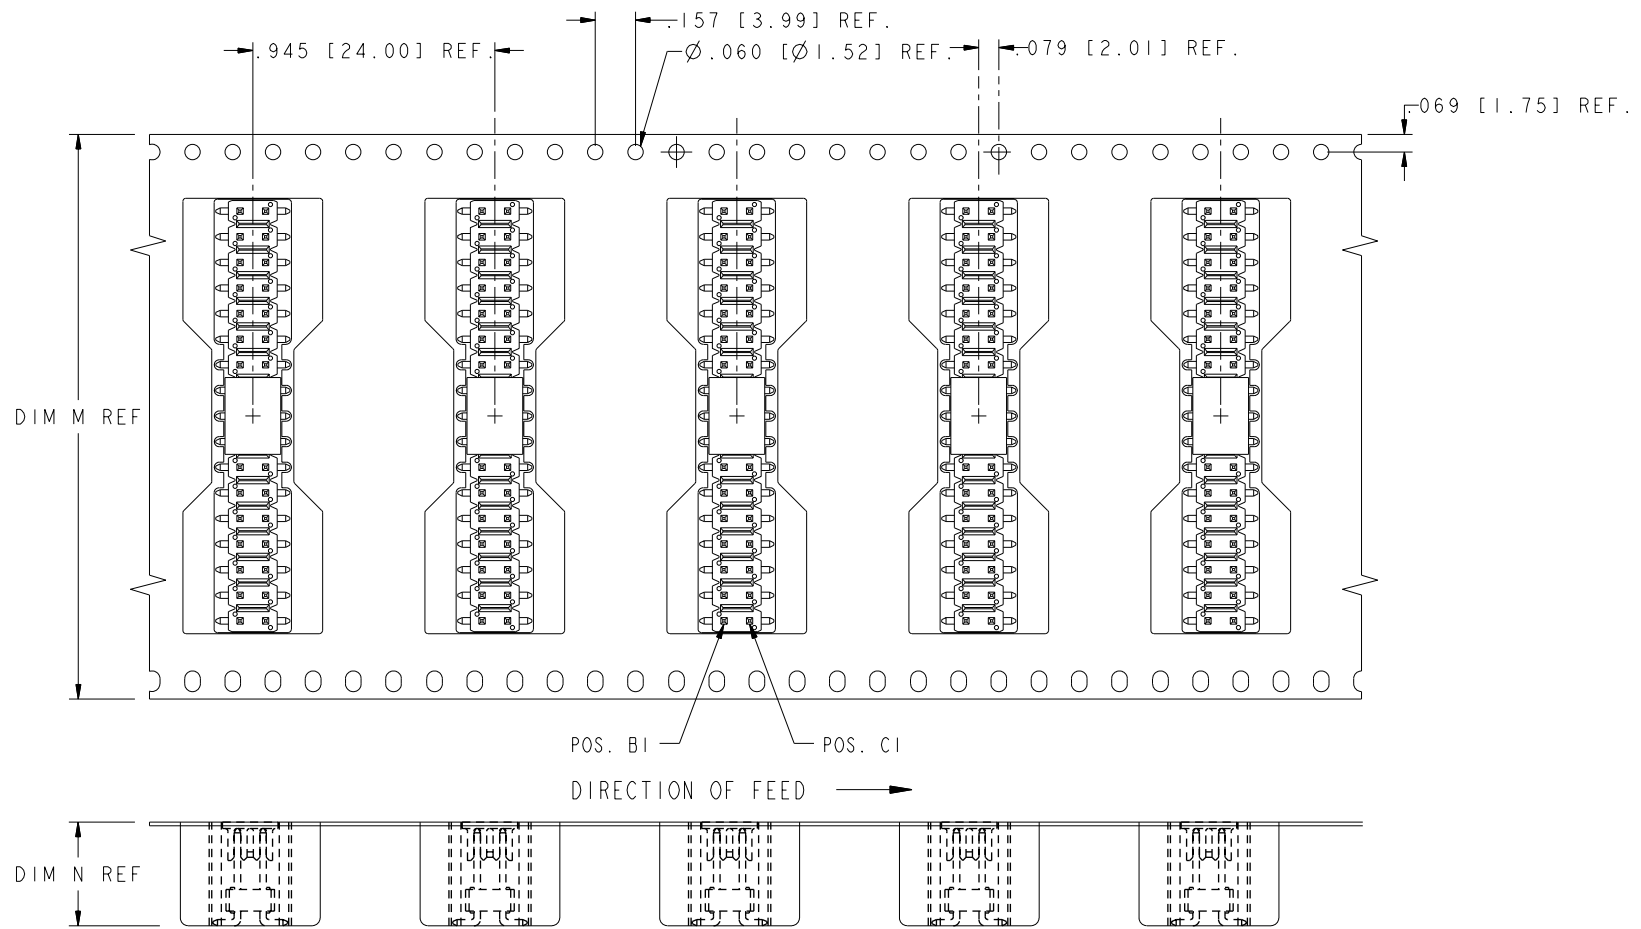 .157 [3.99] REF.
.945 [24.00] REF.
Ø.060 [Ø1.52] REF.
.079 [2.01] REF.
.069 [1.75] REF.
DIM M REF
POS. B1
POS. C1
DIRECTION OF FEED
DIM N REF